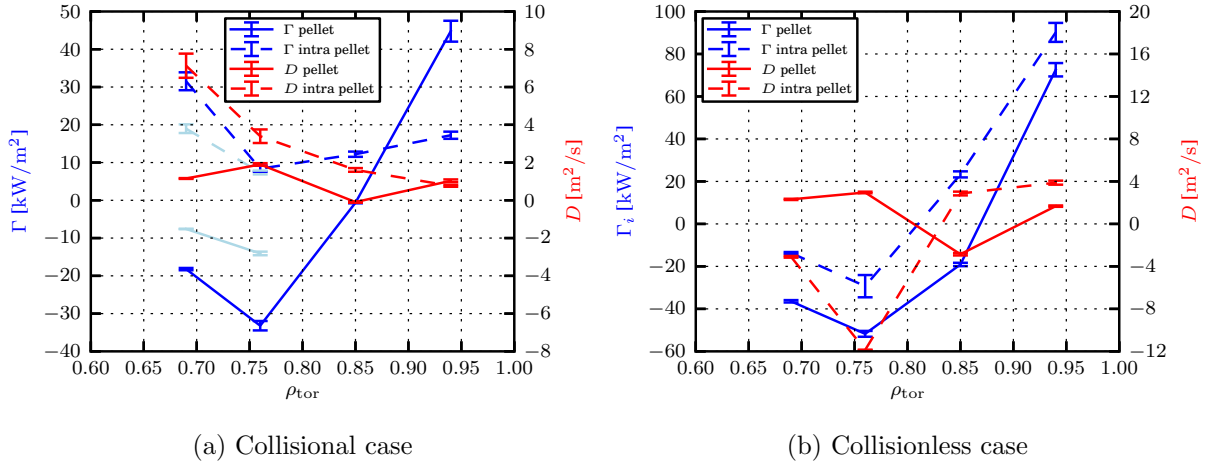 Γ pellet
Γ intra pellet
D pellet
D intra pellet
50
40
30
20
10
0
−10
−20
−30
−40
10
8
6
4
2
0
−2
−4
−6
−8
0.60 0.65 0.70 0.75 0.80 0.85 0.90 0.95 1.00
Γ [kW/m²]
D [m²/s]
ρtor
(a) Collisional case
Γ pellet
Γ intra pellet
D pellet
D intra pellet
100
80
60
40
20
0
−20
−40
−60
20
16
12
8
4
0
−4
−8
−12
0.60 0.65 0.70 0.75 0.80 0.85 0.90 0.95 1.00
Γi [kW/m²]
D [m²/s]
ρtor
(b) Collisionless case